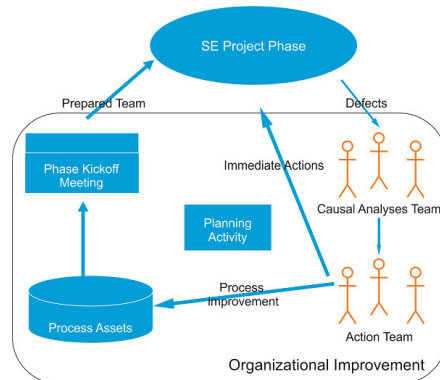 SE Project Phase
Prepared Team
Defects
Phase Kickoff
Meeting
Immediate Actions
Causal Analyses Team
Planning
Activity
Process
Improvement
Process Assets
Action Team
Organizational Improvement